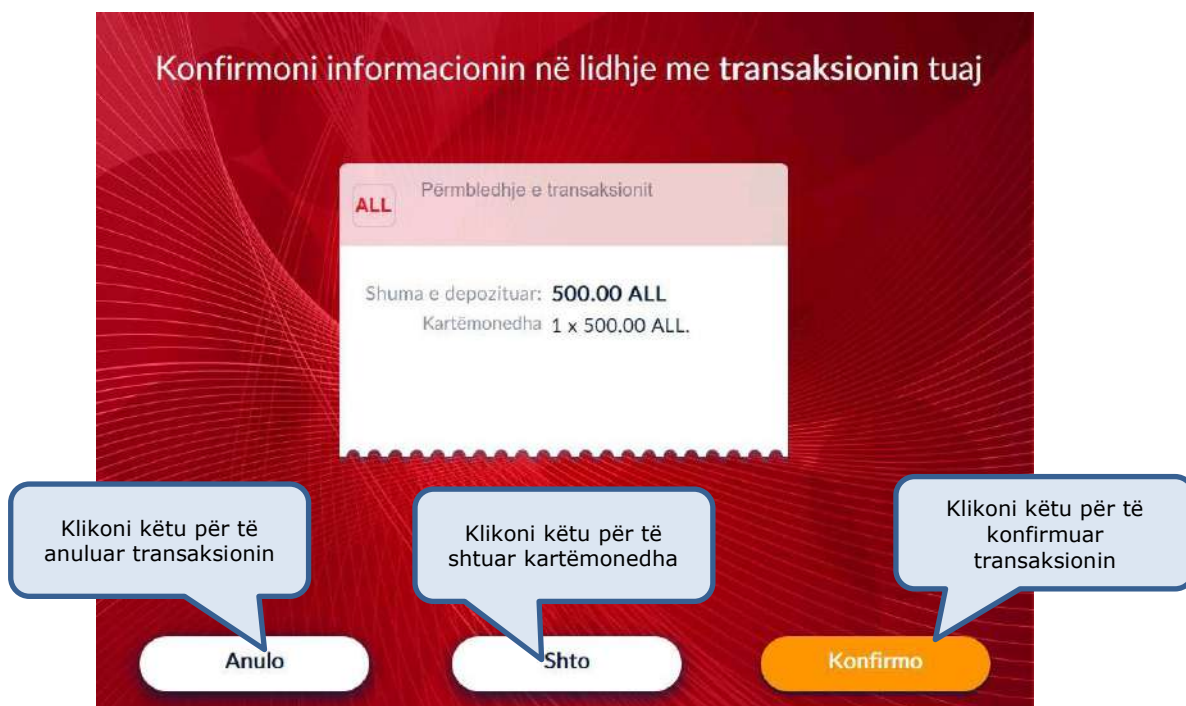 Konfirmoni informacionin në lidhje me transaksionin tuaj
ALL
Përmbledhje e transaksionit
Shuma e depozituar: 500.00 ALL
Kartëmonedha 1 x 500.00 ALL.
Klikoni këtu për të
anuluar transaksionin
Klikoni këtu për të
shtuar kartëmonedha
Klikoni këtu për të
konfirmuar
transaksionin
Anulo
Shto
Konfirmo